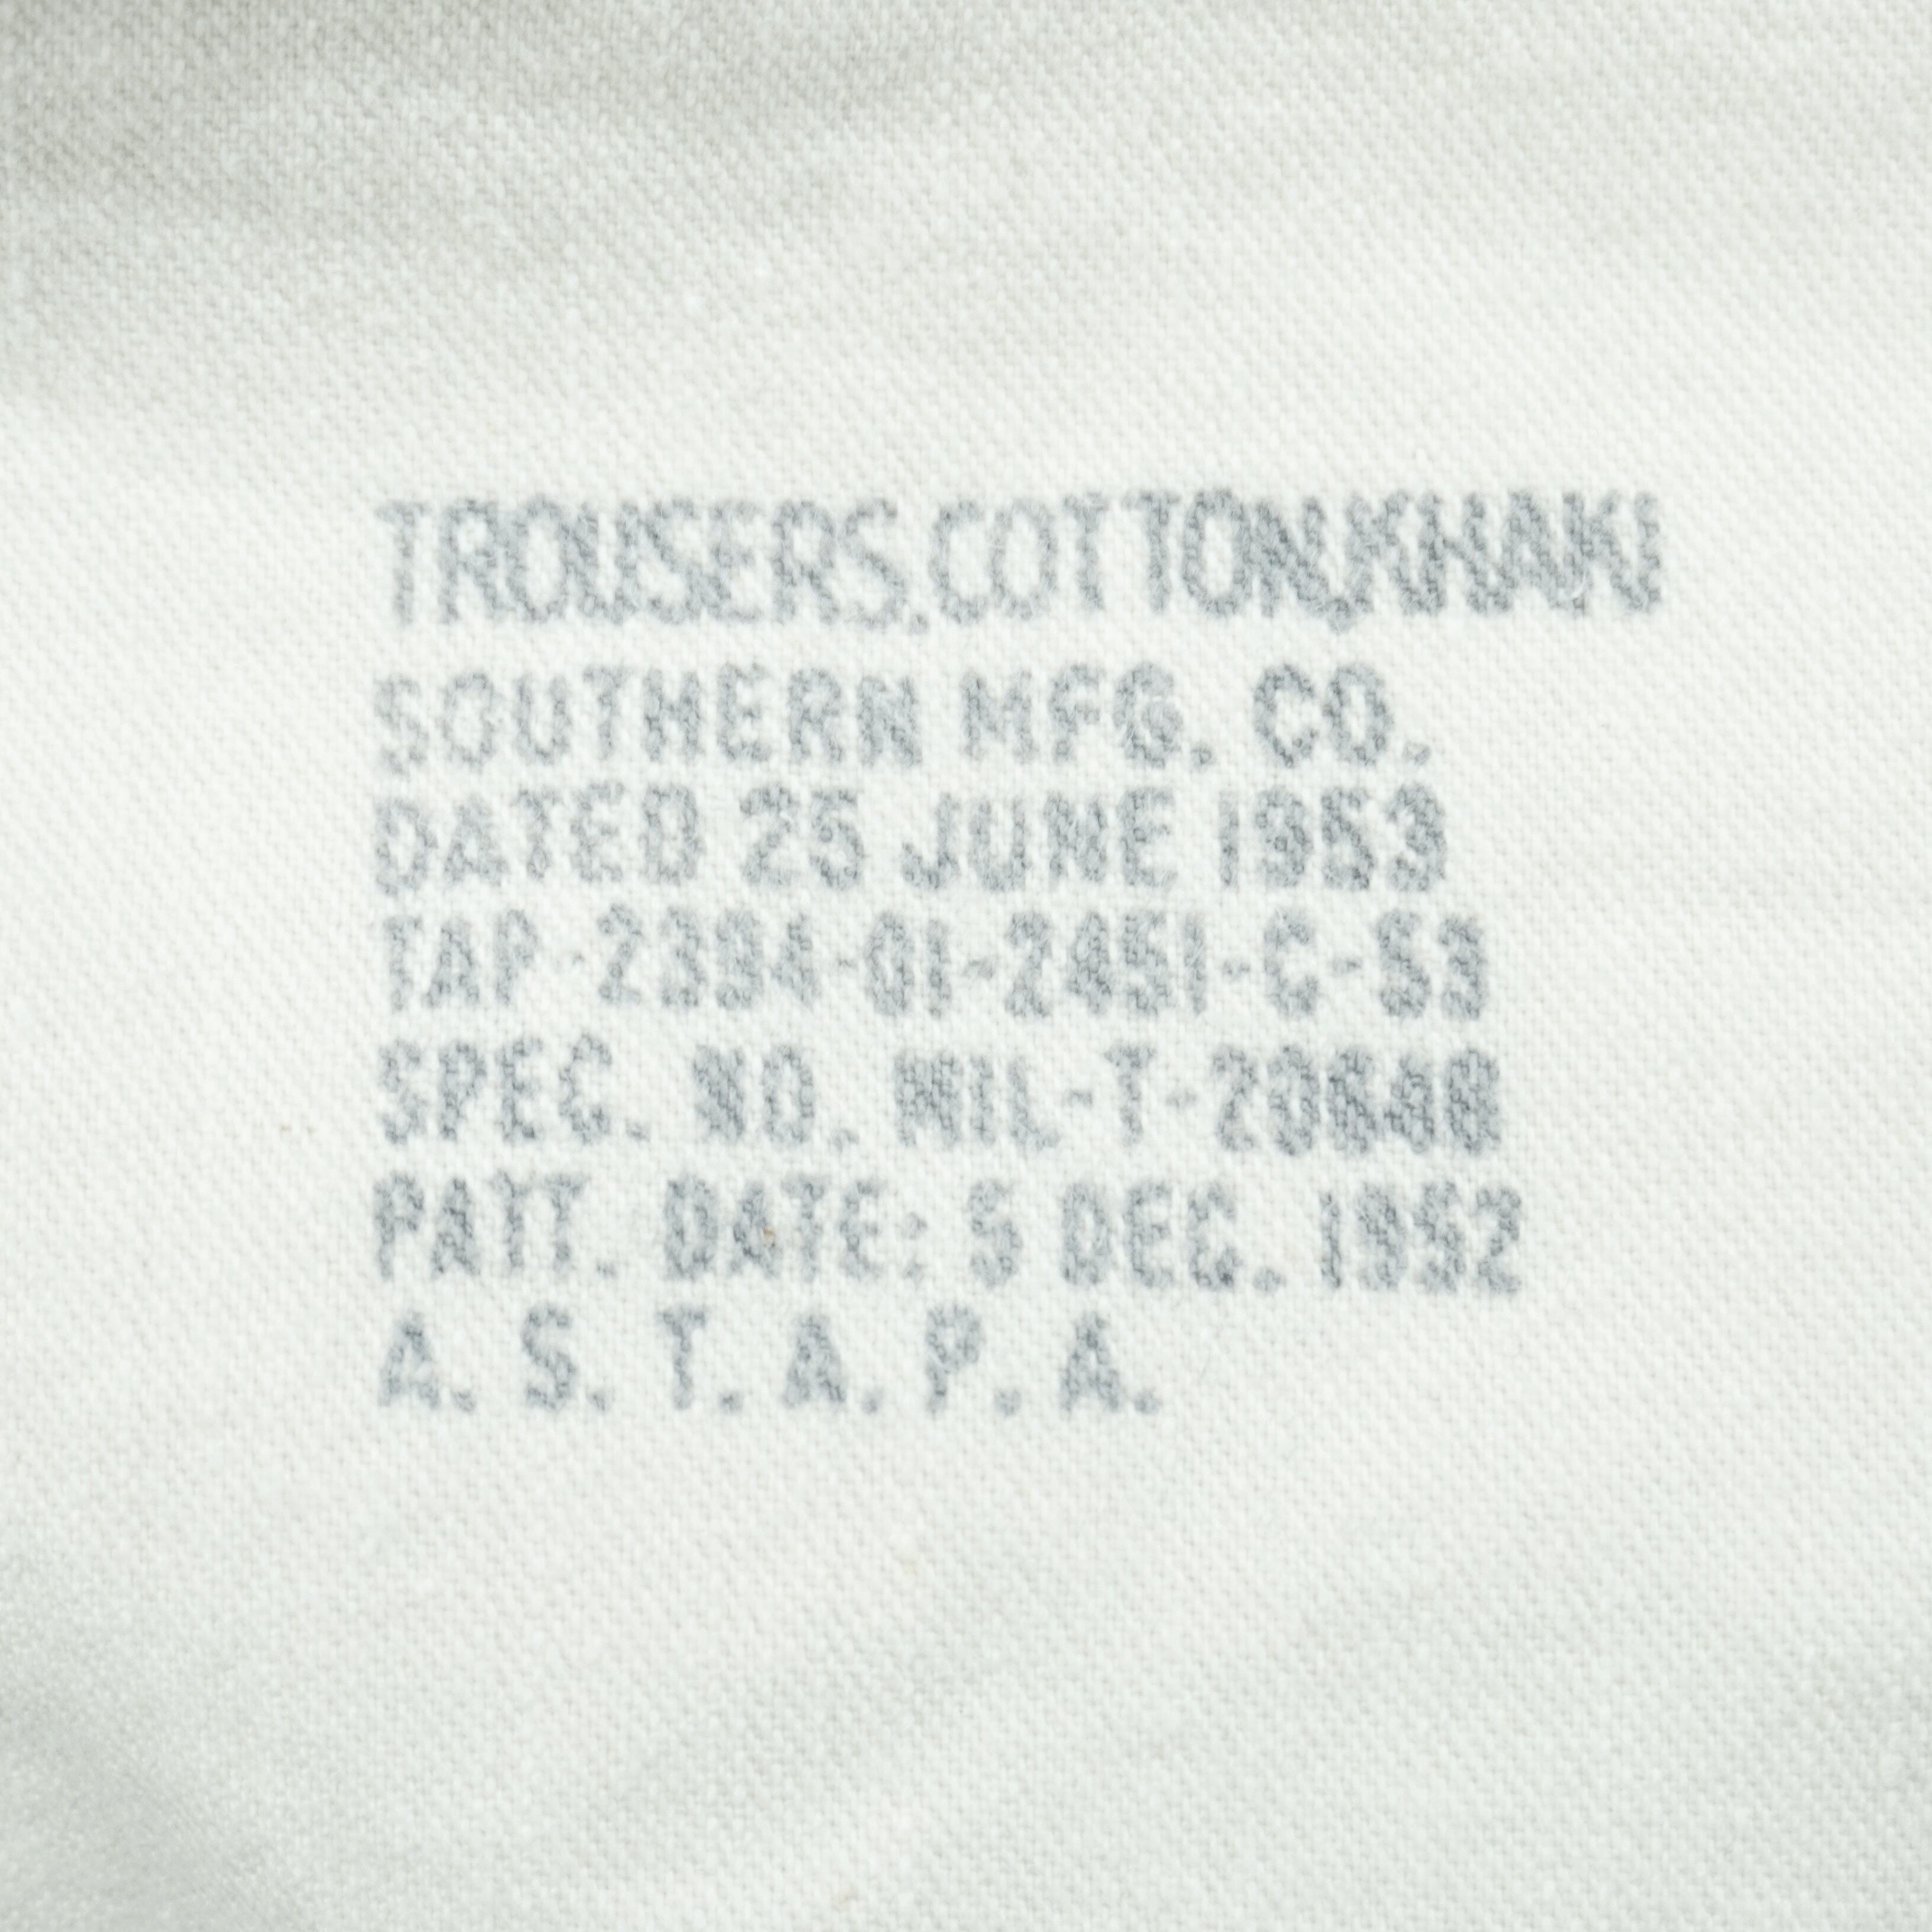 TROUSERS,COTTON,KHAKI
SOUTHERN MFG. CO.
DATED 25 JUNE 1953
TAP-2394-01-2451-C-53
SPEC. NO. MIL-T-20648
PATT. DATE: 5 DEC. 1952
A. S. T. A. P. A.